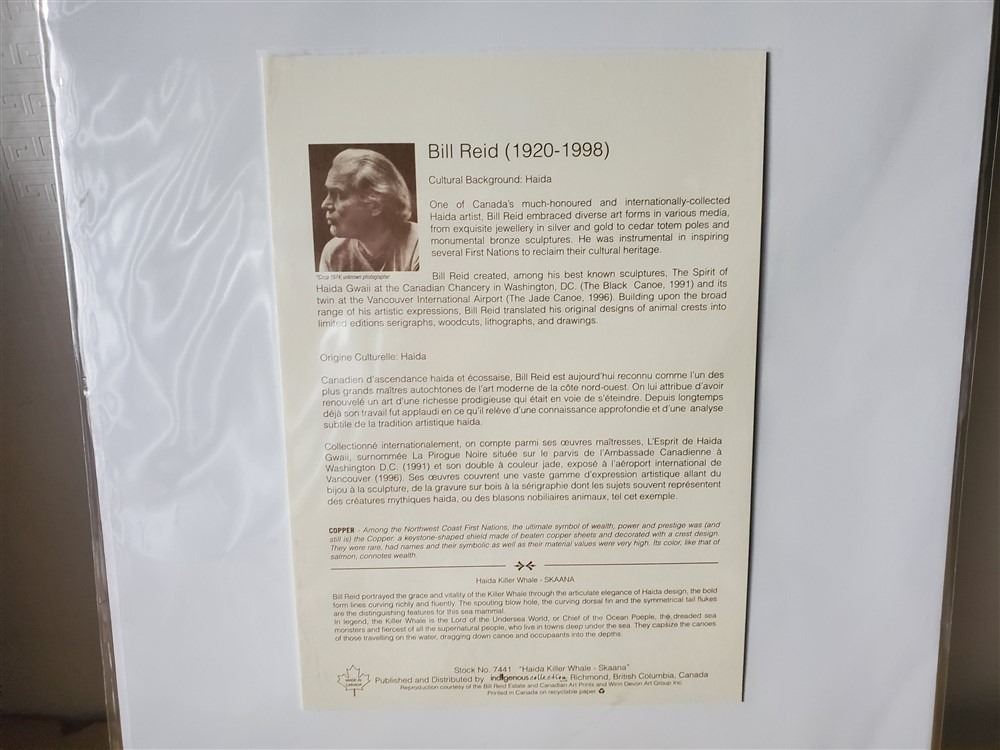 Bill Reid (1920-1998)
Cultural Background: Haida
One of Canada's much-honoured and internationally-collected
Haida artist, Bill Reid embraced diverse art forms in various media,
from exquisite jewellery in silver and gold to cedar totem poles and
monumental bronze sculptures. He was instrumental in inspiring
several First Nations to reclaim their cultural heritage.
*Circa 1974, unknown photographer
Bill Reid created, among his best known sculptures, The Spirit of
Haida Gwaii at the Canadian Chancery in Washington, DC. (The Black Canoe, 1991) and its
twin at the Vancouver International Airport (The Jade Canoe, 1996). Building upon the broad
range of his artistic expressions, Bill Reid translated his original designs of animal crests into
limited editions serigraphs, woodcuts, lithographs, and drawings.
Origine Culturelle: Haida
Canadien d'ascendance haida et écossaise, Bill Reid est aujourd'hui reconnu comme l'un des
plus grands maîtres autochtones de l'art moderne de la côte nord-ouest. On lui attribue d'avoir
renouvelé un art d'une richesse prodigieuse qui était en voie de s'éteindre. Depuis longtemps
déjà son travail fut applaudi en ce qu'il relève d'une connaissance approfondie et d'une analyse
subtile de la tradition artistique haida.
Collectionné internationalement, on compte parmi ses œuvres maîtresses, L'Esprit de Haida
Gwaii, surnommée La Pirogue Noire située sur le parvis de l'Ambassade Canadienne à
Washington D.C. (1991) et son double à couleur jade, exposé à l'aéroport international de
Vancouver (1996). Ses œuvres couvrent une vaste gamme d'expression artistique allant du
bijou à la sculpture, de la gravure sur bois à la sérigraphie dont les sujets souvent représentent
des créatures mythiques haida, ou des blasons nobiliaires animaux, tel cet exemple.
COPPER - Among the Northwest Coast First Nations, the ultimate symbol of wealth, power and prestige was (and
still is) the Copper: a keystone-shaped shield made of beaten copper sheets and decorated with a crest design.
They were rare, had names and their symbolic as well as their material values were very high. Its color, like that of
salmon, connotes wealth.
Haida Killer Whale - SKAANA
Bill Reid portrayed the grace and vitality of the Killer Whale through the articulate elegance of Haida design, the bold
form lines curving richly and fluently. The spouting blow hole, the curving dorsal fin and the symmetrical tail flukes
are the distinguishing features for this sea mammal.
In legend, the Killer Whale is the Lord of the Undersea World, or Chief of the Ocean Poeple, the dreaded sea
monsters and fiercest of all the supernatural people, who live in towns deep under the sea. They capsize the canoes
of those travelling on the water, dragging down canoe and occupaants into the depths.
MADE IN CANADA
Stock No. 7441 "Haida Killer Whale - Skaana"
Published and Distributed by indigenous collection, Richmond, British Columbia, Canada
Reproduction courtesy of the Bill Reid Estate and Canadian Art Prints and Winn Devon Art Group Inc.
Printed in Canada on recyclable paper